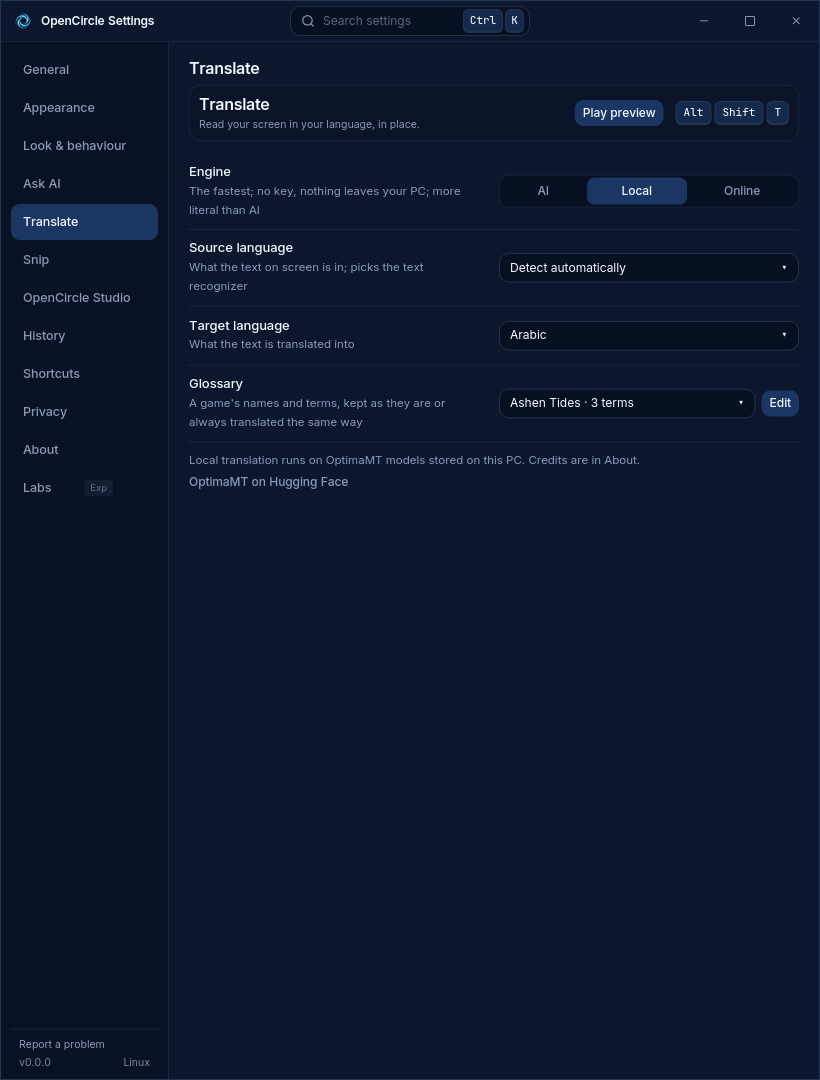 OpenCircle Settings
Search settings
Ctrl K
General
Appearance
Look & behaviour
Ask AI
Translate
Snip
OpenCircle Studio
History
Shortcuts
Privacy
About
Labs Exp
Report a problem
v0.0.0 Linux
Translate
Translate
Read your screen in your language, in place.
Play preview Alt Shift T
Engine
The fastest; no key, nothing leaves your PC; more
literal than AI
AI Local Online
Source language
What the text on screen is in; picks the text
recognizer
Detect automatically
Target language
What the text is translated into
Arabic
Glossary
A game's names and terms, kept as they are or
always translated the same way
Ashen Tides · 3 terms
Edit
Local translation runs on OptimaMT models stored on this PC. Credits are in About.
OptimaMT on Hugging Face